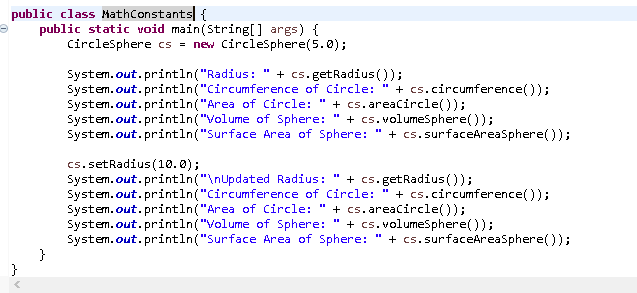 public class MathConstants {
    public static void main(String[] args) {
        CircleSphere cs = new CircleSphere(5.0);

        System.out.println("Radius: " + cs.getRadius());
        System.out.println("Circumference of Circle: " + cs.circumference());
        System.out.println("Area of Circle: " + cs.areaCircle());
        System.out.println("Volume of Sphere: " + cs.volumeSphere());
        System.out.println("Surface Area of Sphere: " + cs.surfaceAreaSphere());

        cs.setRadius(10.0);
        System.out.println("\nUpdated Radius: " + cs.getRadius());
        System.out.println("Circumference of Circle: " + cs.circumference());
        System.out.println("Area of Circle: " + cs.areaCircle());
        System.out.println("Volume of Sphere: " + cs.volumeSphere());
        System.out.println("Surface Area of Sphere: " + cs.surfaceAreaSphere());
    }
}